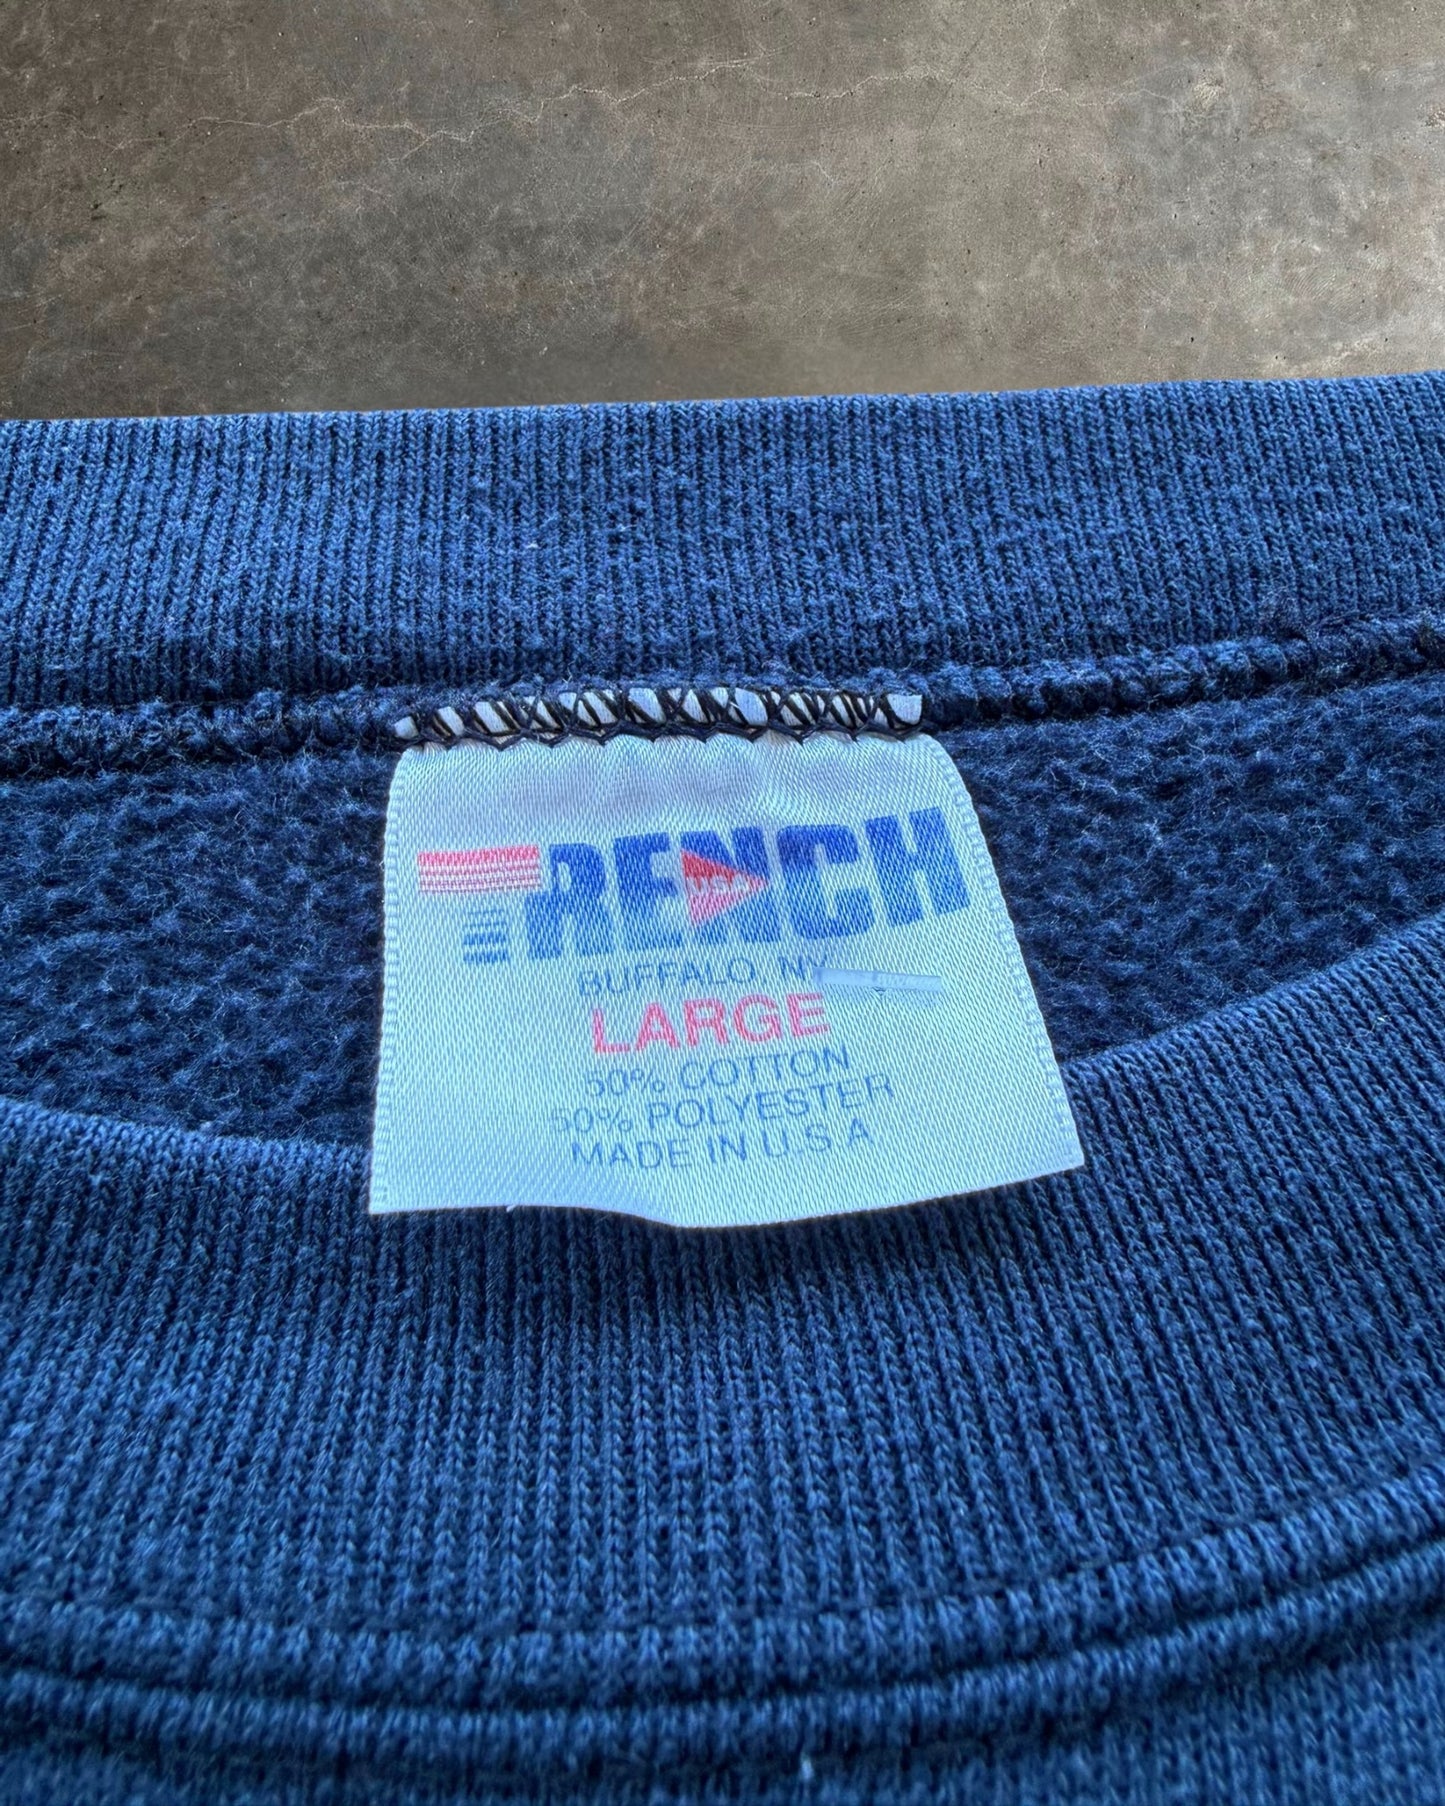 TRENCH
USA
BUFFALO, NY
LARGE
50% COTTON
50% POLYESTER
MADE IN U.S.A